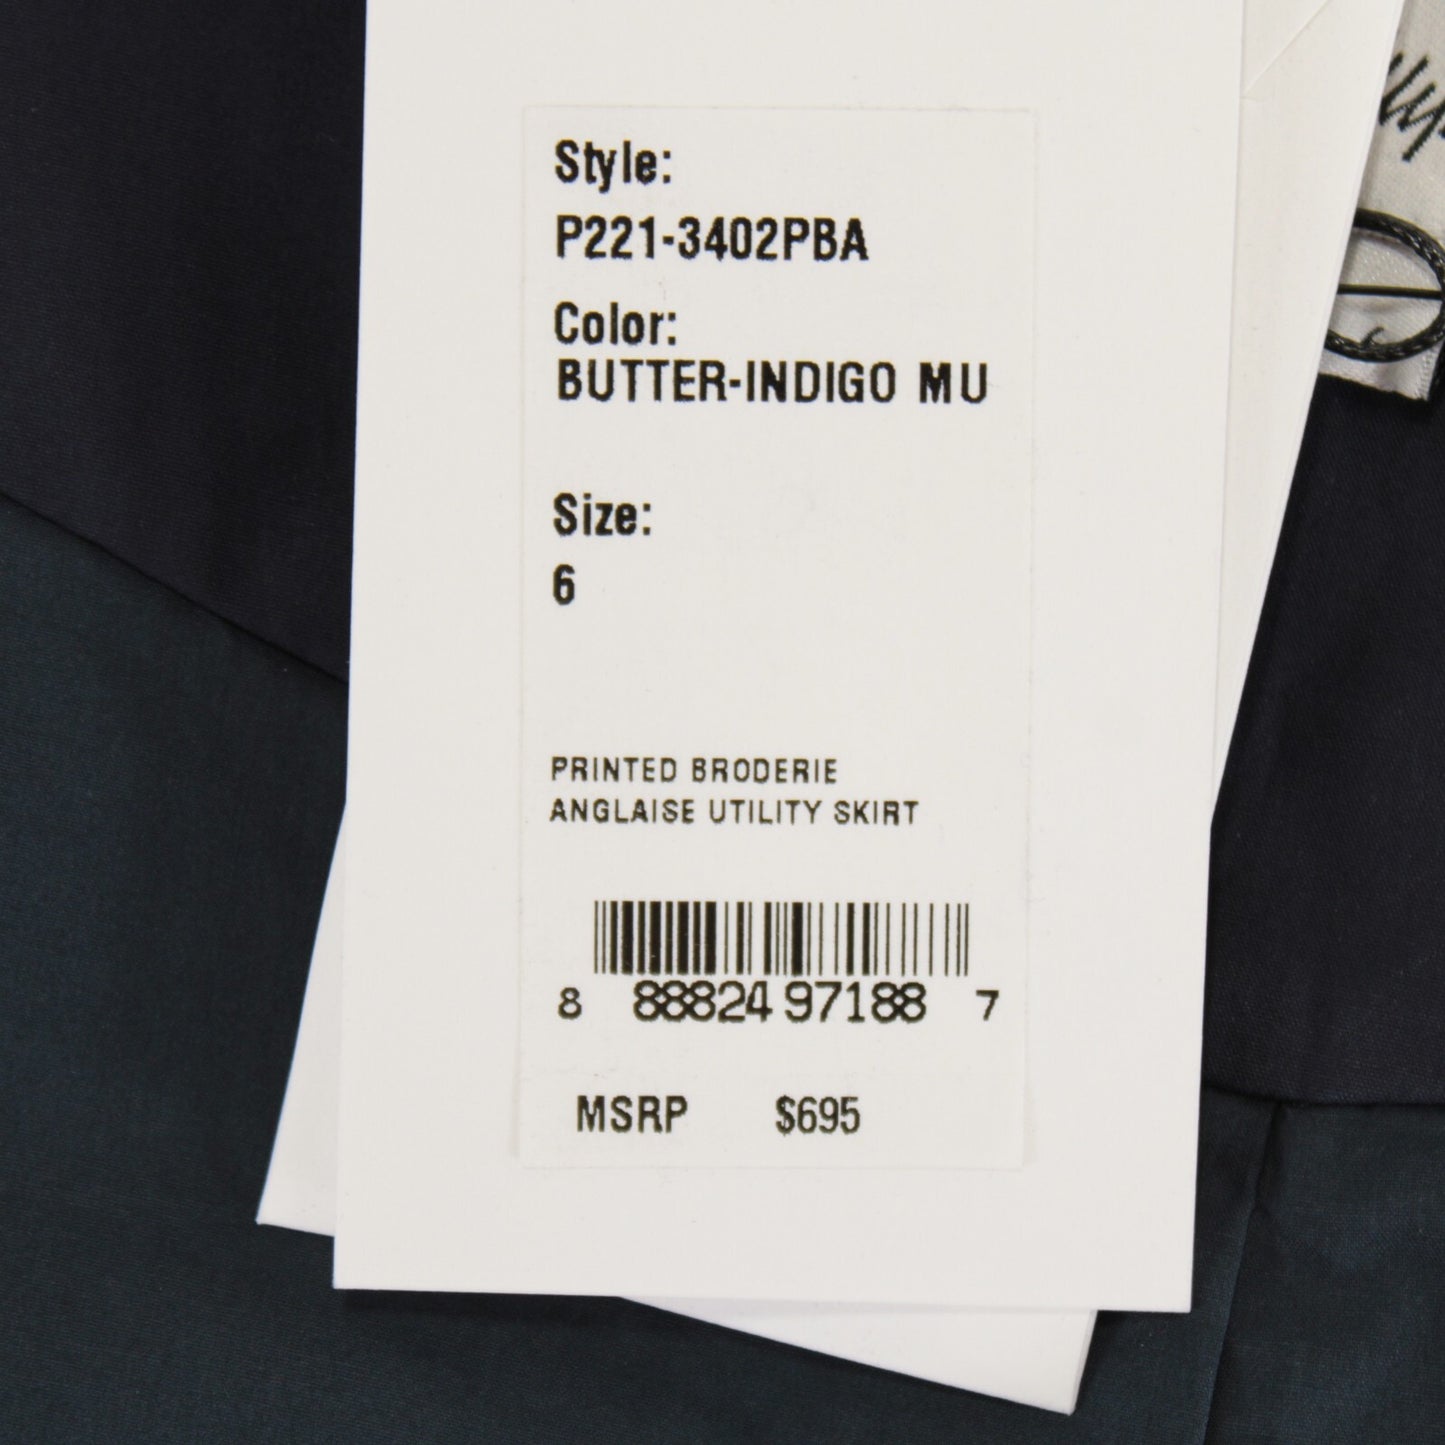 Style:
P221-3402PBA
Color:
BUTTER-INDIGO MU
Size:
6
PRINTED BRODERIE
ANGLAISE UTILITY SKIRT
8 88824 97188 7
MSRP $695